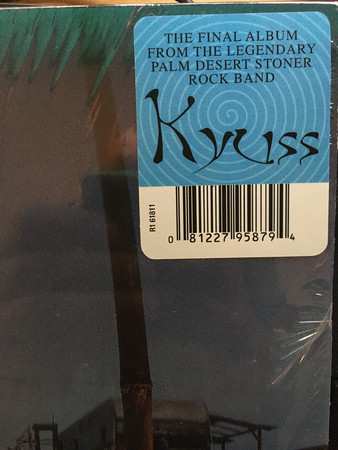 THE FINAL ALBUM
FROM THE LEGENDARY
PALM DESERT STONER
ROCK BAND
Kyuss
R1 61811
0 81227 95879 4